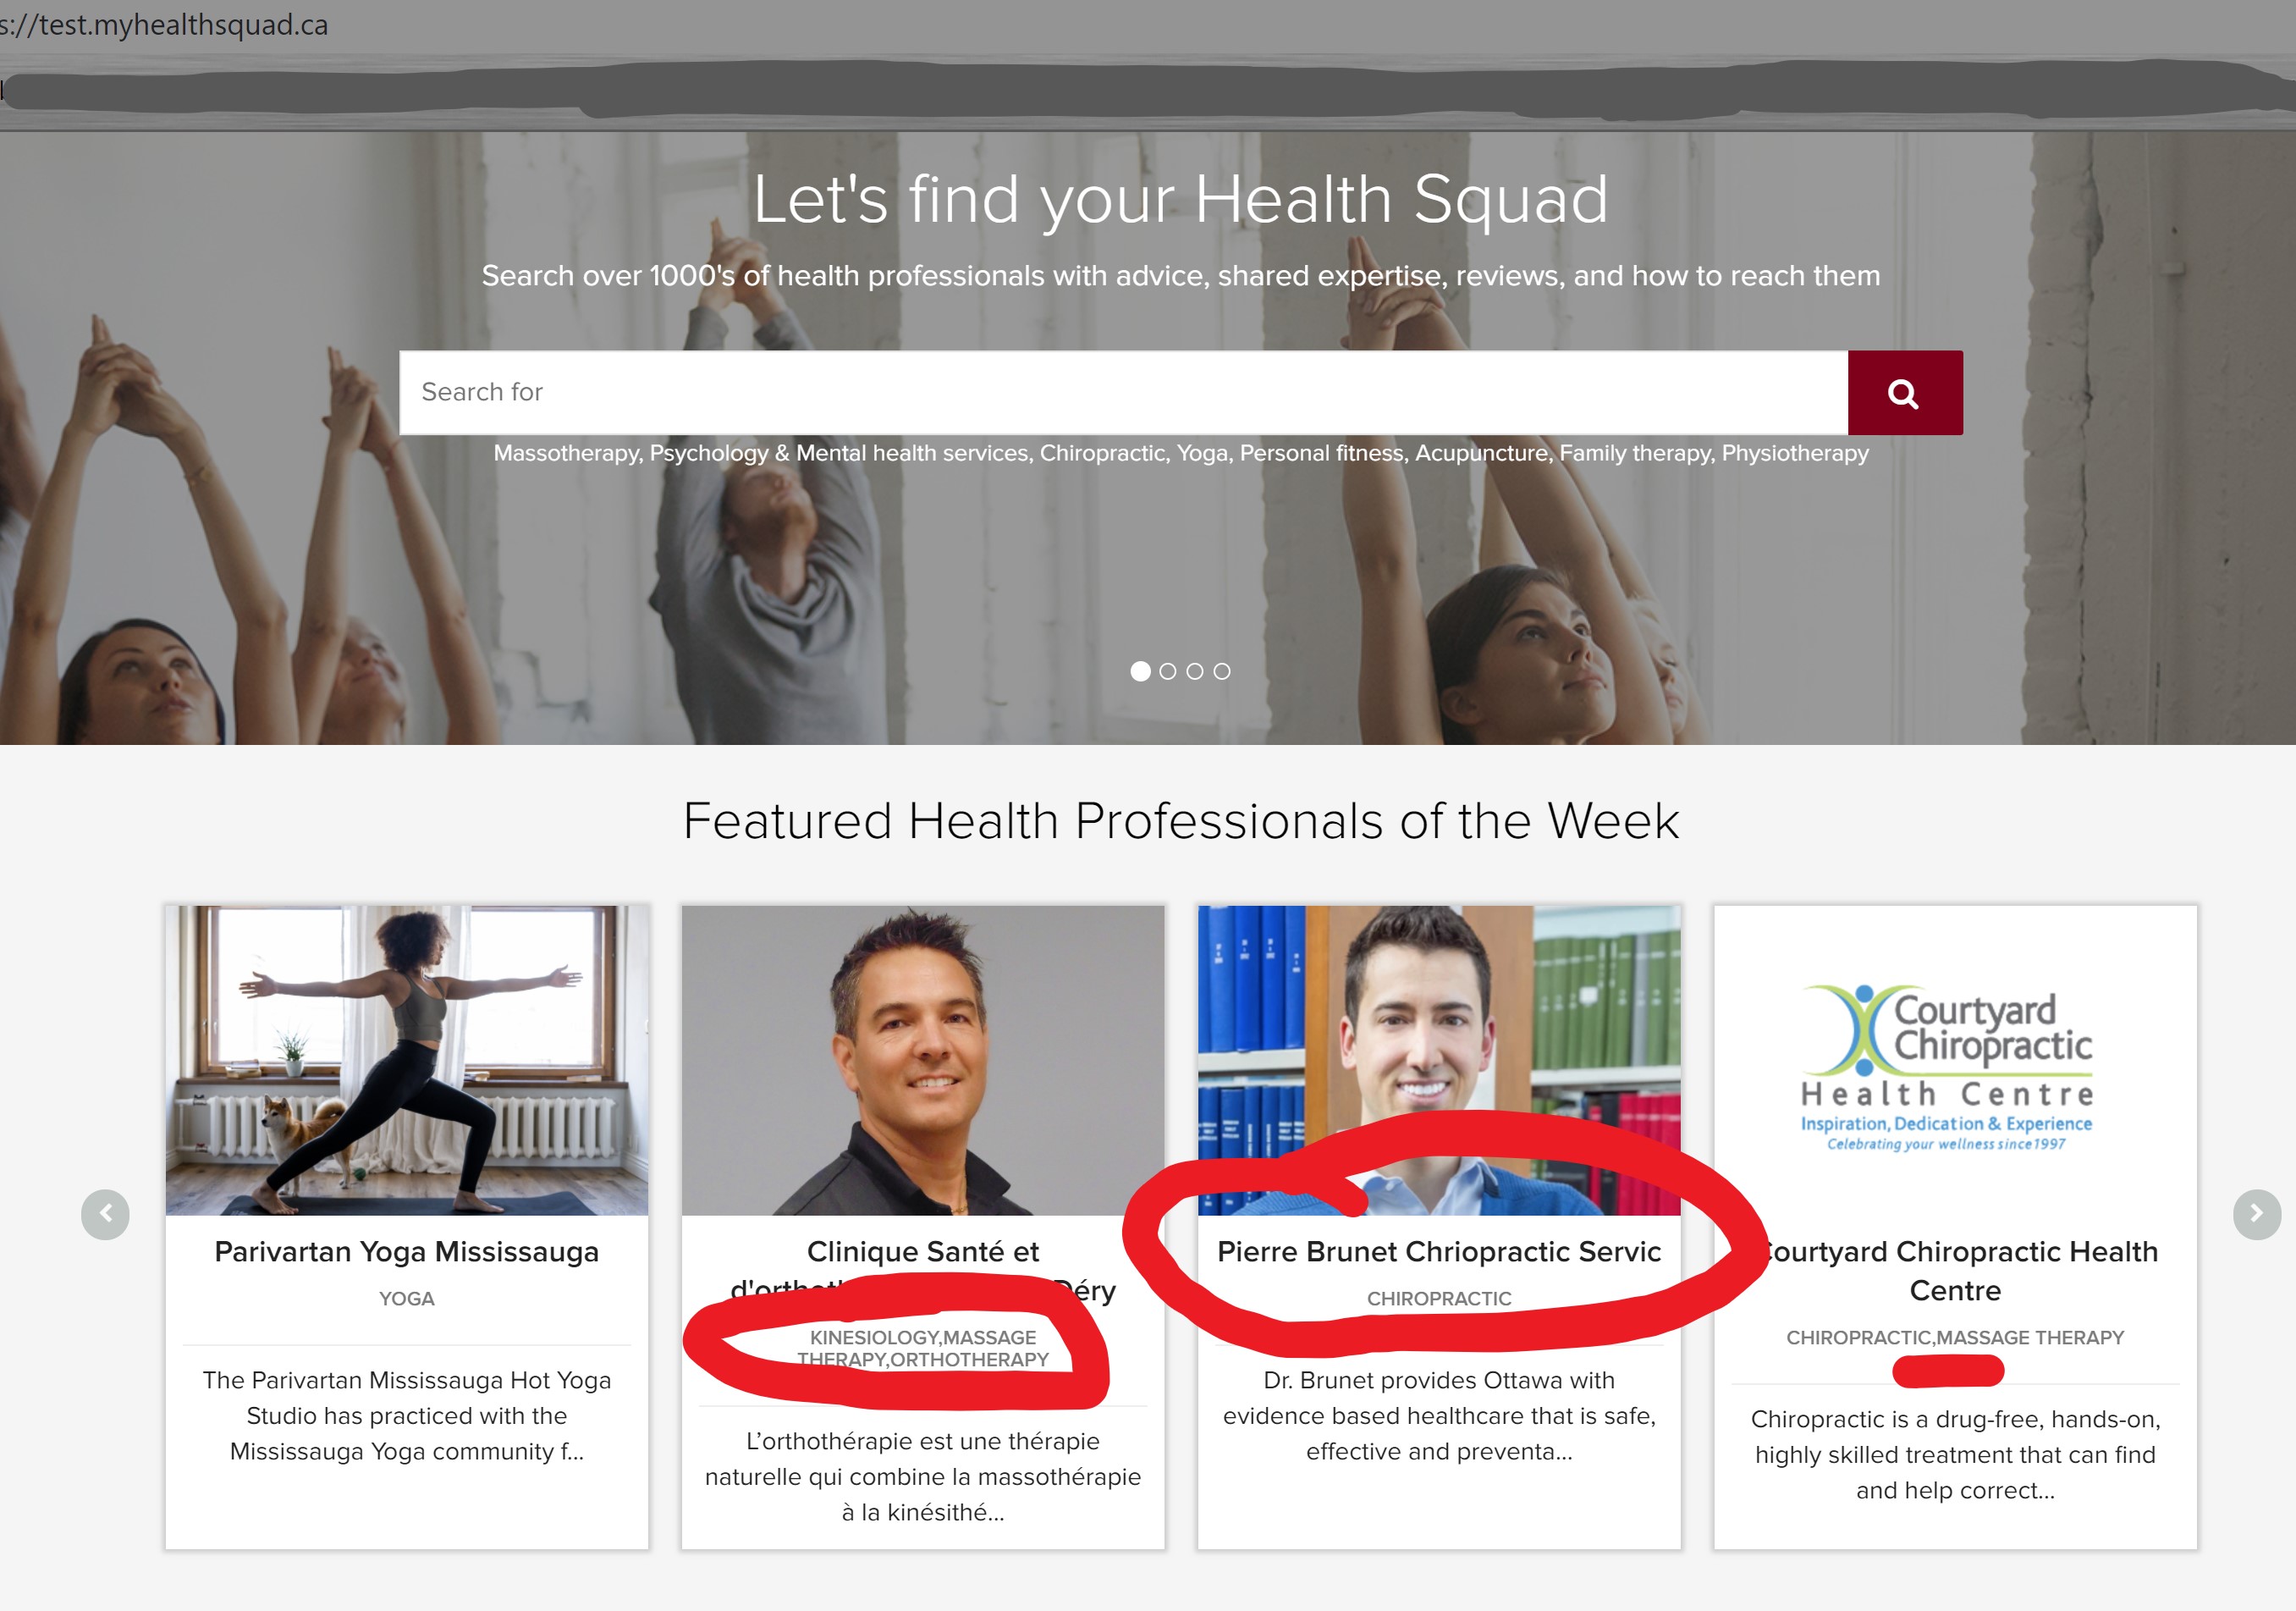 s://test.myhealthsquad.ca
Let's find your Health Squad
Search over 1000's of health professionals with advice, shared expertise, reviews, and how to reach them
Search for
Massotherapy, Psychology & Mental health services, Chiropractic, Yoga, Personal fitness, Acupuncture, Family therapy, Physiotherapy
Featured Health Professionals of the Week
Parivartan Yoga Mississauga
YOGA
The Parivartan Mississauga Hot Yoga
Studio has practiced with the
Mississauga Yoga community f...
Clinique Santé et
Déry
KINESIOLOGY,MASSAGE
THERAPY,ORTHOTHERAPY
L’orthothérapie est une thérapie
naturelle qui combine la massothérapie
à la kinésithé...
Pierre Brunet Chriopractic Servic
CHIROPRACTIC
Dr. Brunet provides Ottawa with
evidence based healthcare that is safe,
effective and preventa...
Courtyard
Chiropractic
Health Centre
Inspiration, Dedication & Experience
Celebrating your wellness since 1997
Courtyard Chiropractic Health
Centre
CHIROPRACTIC,MASSAGE THERAPY
Chiropractic is a drug-free, hands-on,
highly skilled treatment that can find
and help correct...